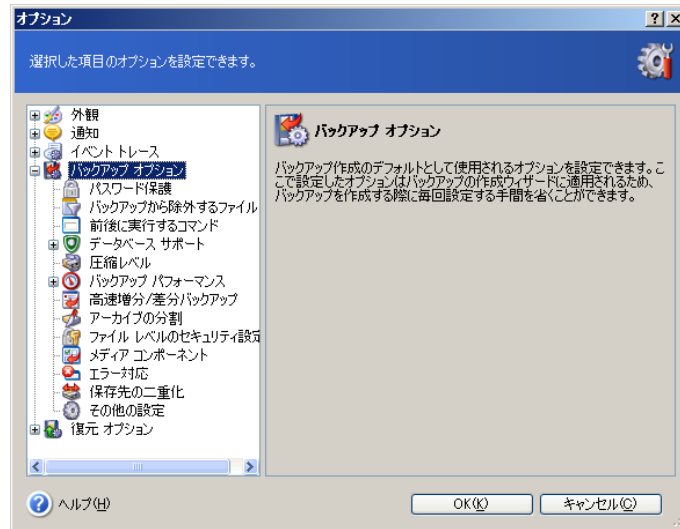 オプション
選択した項目のオプションを設定できます。
外観
通知
イベント トレース
バックアップ オプション
パスワード保護
バックアップから除外するファイル
前後に実行するコマンド
データベース サポート
圧縮レベル
バックアップ パフォーマンス
高速増分/差分バックアップ
アーカイブの分割
ファイル レベルのセキュリティ設定
メディア コンポーネント
エラー対応
保存先の二重化
その他の設定
復元 オプション
バックアップ オプション
バックアップ作成のデフォルトとして使用されるオプションを設定できます。こ
こで設定したオプションはバックアップの作成ウィザードに適用されるため、
バックアップを作成する際に毎回設定する手間を省くことができます。
ヘルプ(H)
OK(K)
キャンセル(C)